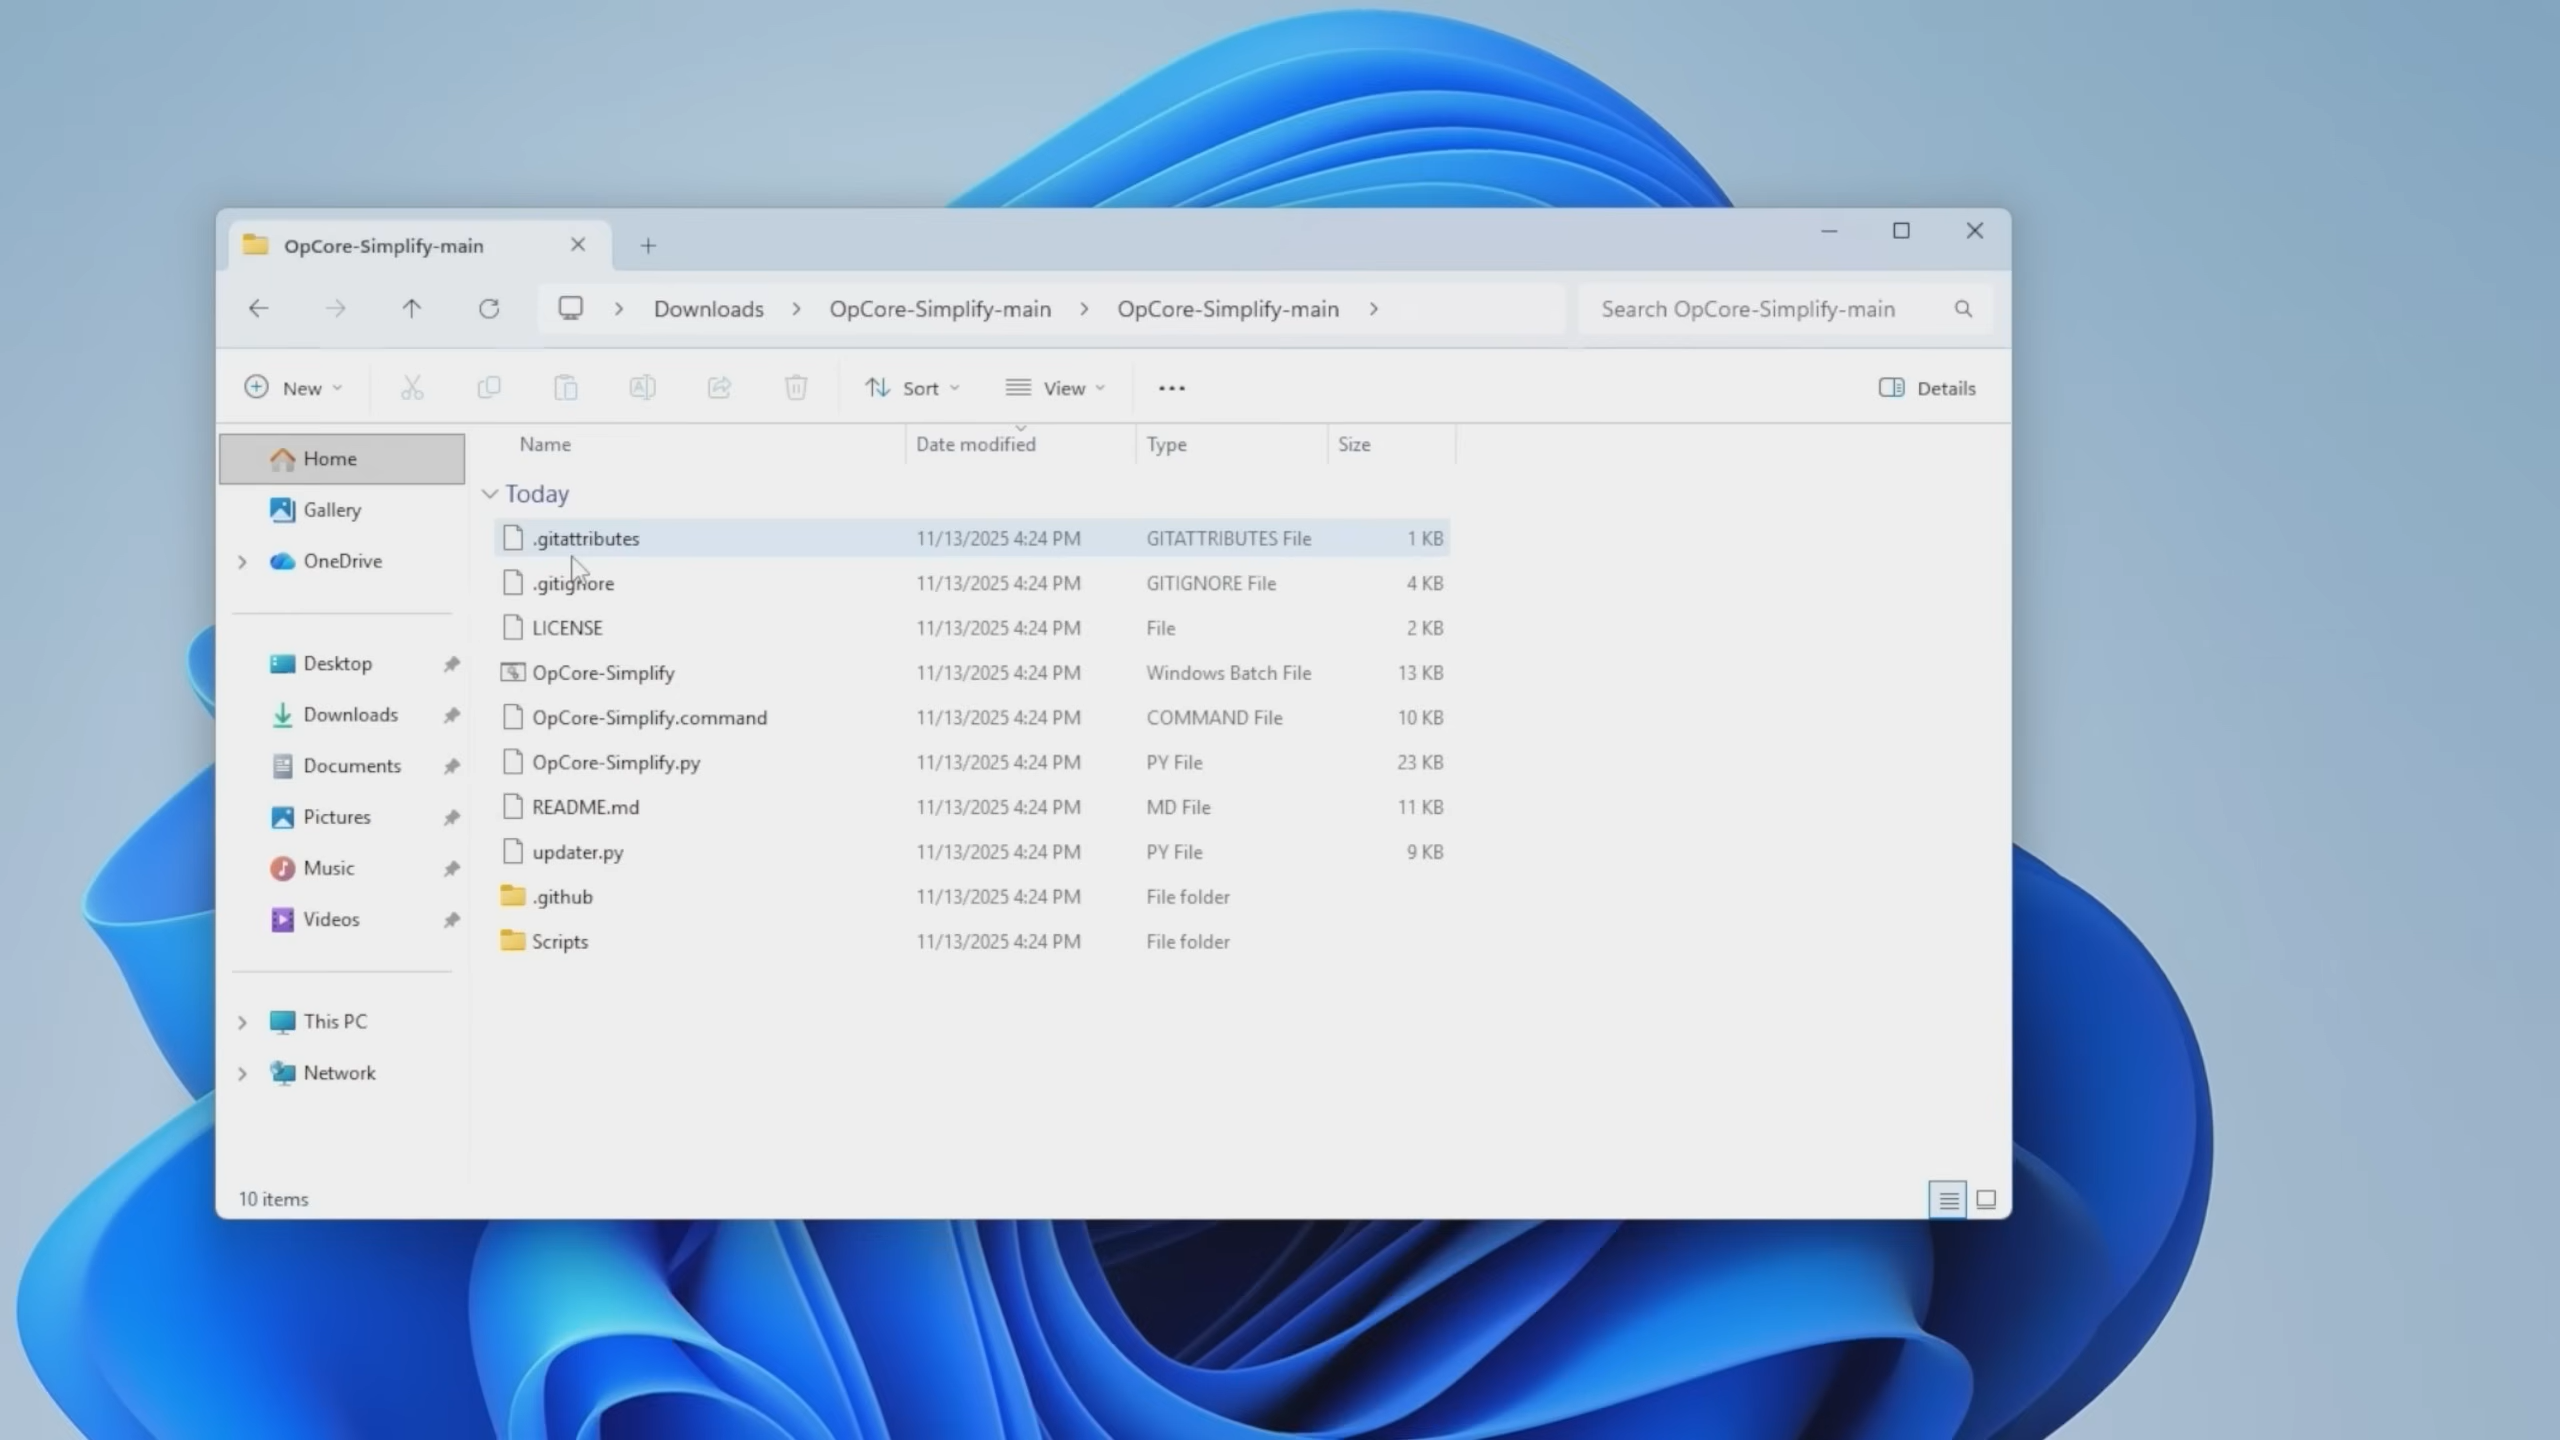 OpCore-Simplify-main
Downloads OpCore-Simplify-main OpCore-Simplify-main Search OpCore-Simplify-main
New Sort View Details
Home
Gallery
OneDrive
Desktop
Downloads
Documents
Pictures
Music
Videos
This PC
Network
Name Date modified Type Size
Today
.gitattributes 11/13/2025 4:24 PM GITATTRIBUTES File 1 KB
.gitignore 11/13/2025 4:24 PM GITIGNORE File 4 KB
LICENSE 11/13/2025 4:24 PM File 2 KB
OpCore-Simplify 11/13/2025 4:24 PM Windows Batch File 13 KB
OpCore-Simplify.command 11/13/2025 4:24 PM COMMAND File 10 KB
OpCore-Simplify.py 11/13/2025 4:24 PM PY File 23 KB
README.md 11/13/2025 4:24 PM MD File 11 KB
updater.py 11/13/2025 4:24 PM PY File 9 KB
.github 11/13/2025 4:24 PM File folder
Scripts 11/13/2025 4:24 PM File folder
10 items